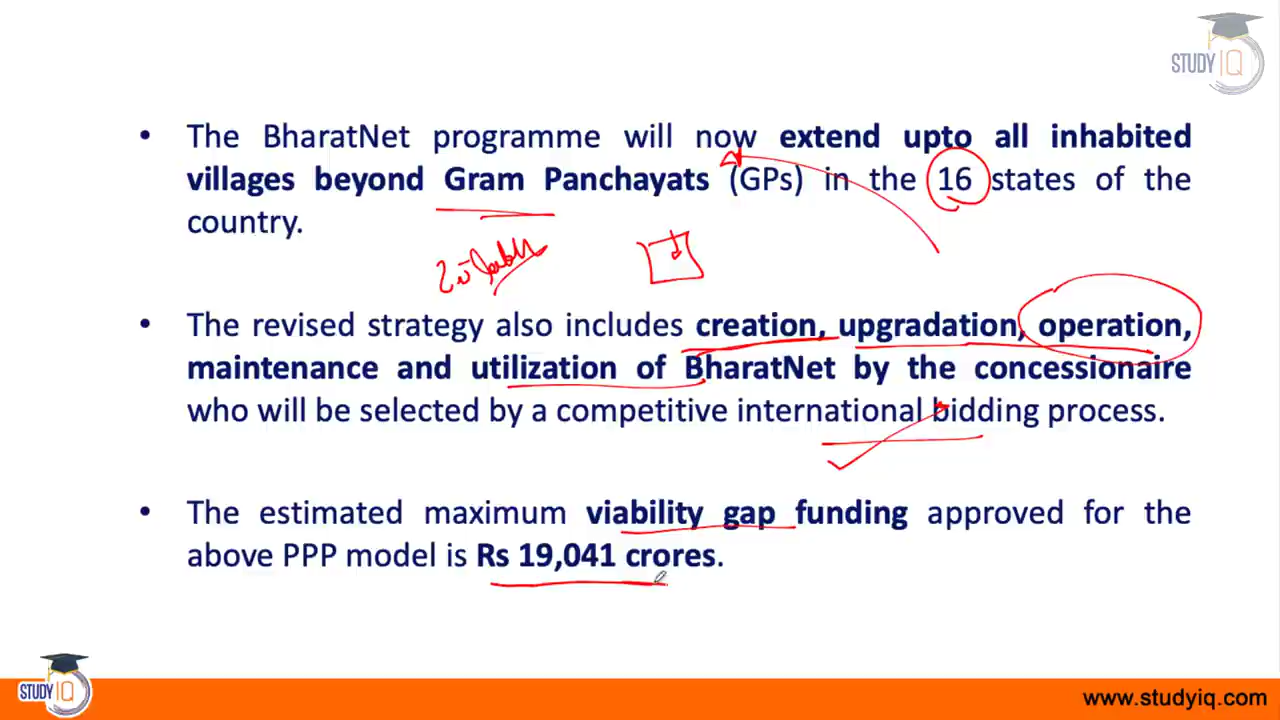 STUDY IQ
• The BharatNet programme will now extend upto all inhabited
villages beyond Gram Panchayats (GPs) in the 16 states of the
country.
• The revised strategy also includes creation, upgradation, operation,
maintenance and utilization of BharatNet by the concessionaire
who will be selected by a competitive international bidding process.
• The estimated maximum viability gap funding approved for the
above PPP model is Rs 19,041 crores.
STUDY IQ
www.studyiq.com